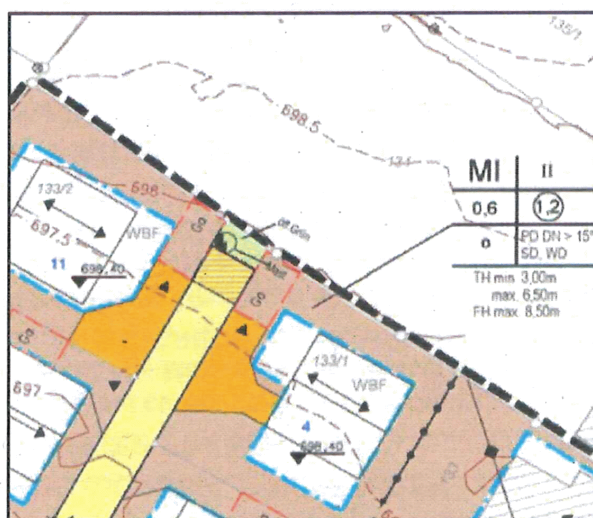 135/1
698.5
134
MI II
0,6 1,2
o PD DN > 15°
SD, WD
TH min 3,00m
max. 6,50m
FH max. 8,50m
133/2
698
öff Grün
697.5
WBF
Ga
Müll
11
698,40
Ga
Ga
133/1
WBF
697
4
698,40